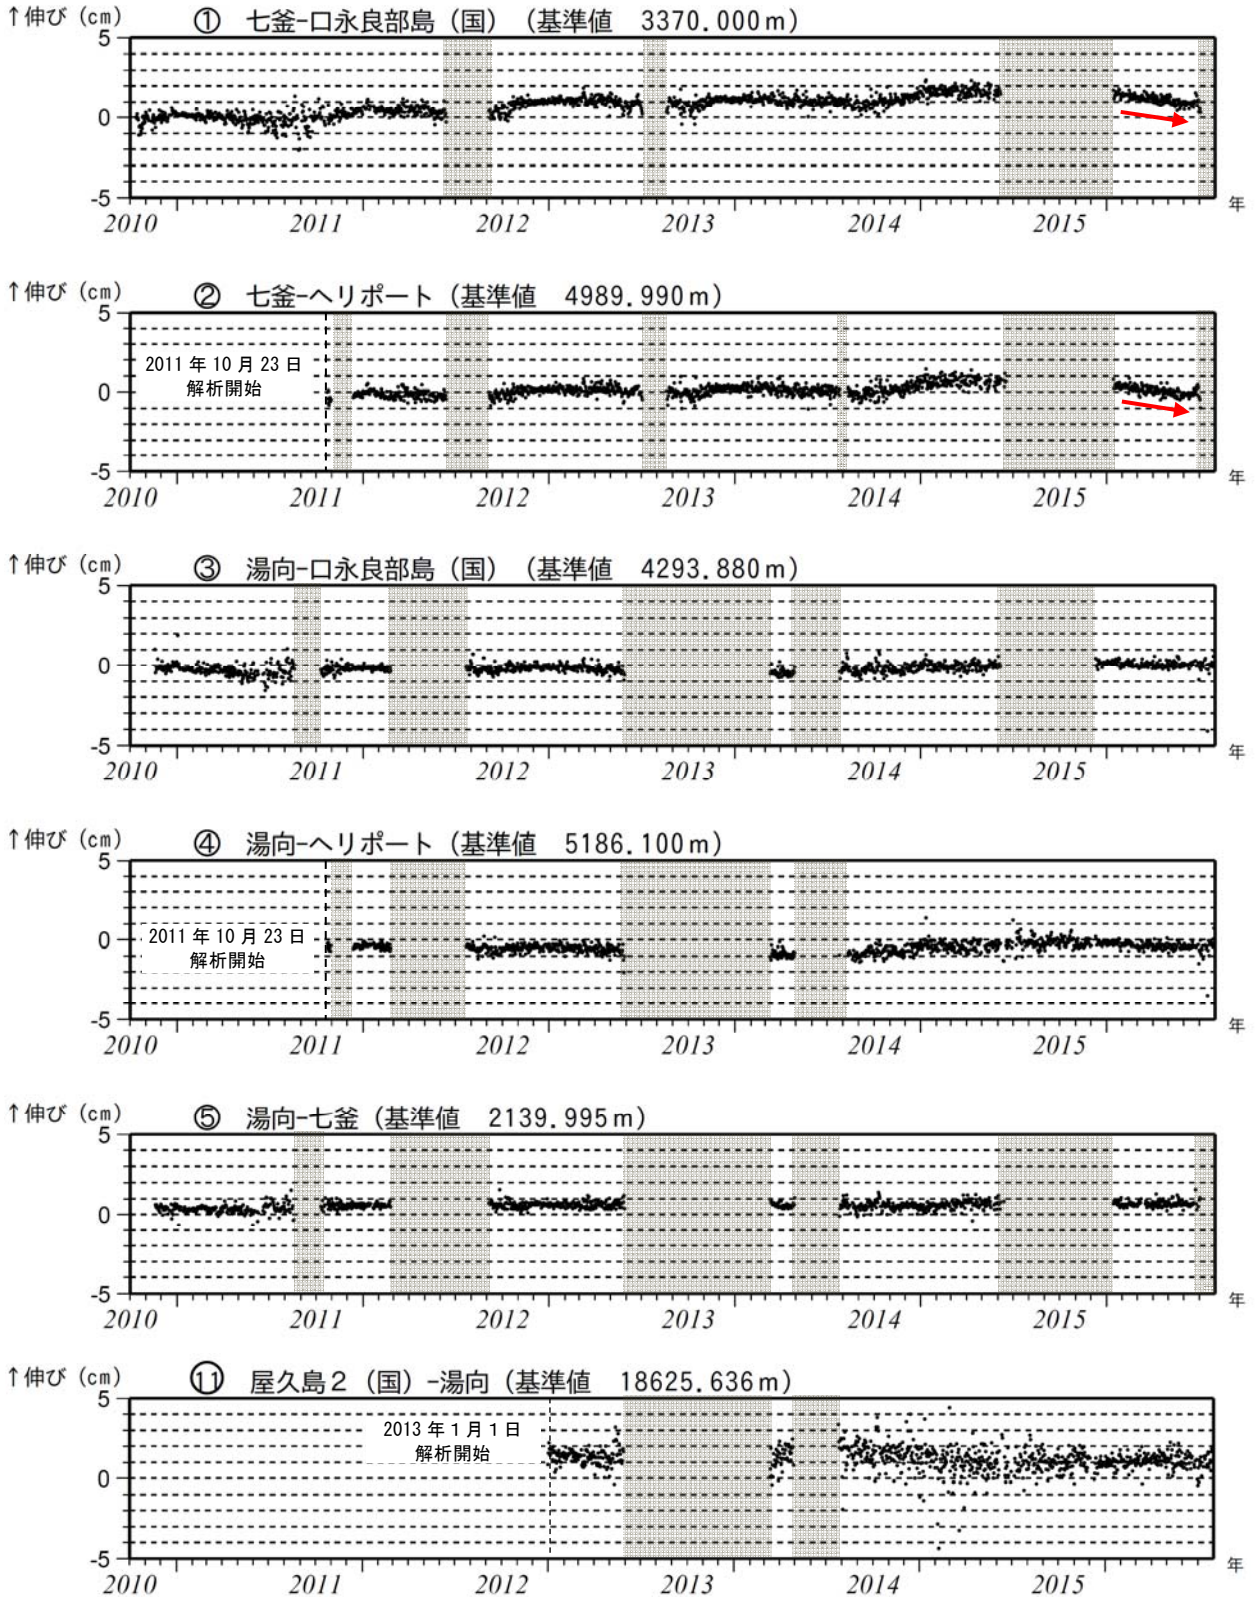 ↑伸び（cm） ① 七釜-口永良部島（国）（基準値 3370.000m）
5
0
-5
2010 2011 2012 2013 2014 2015 年
↑伸び（cm） ② 七釜-ヘリポート（基準値 4989.990m）
5
2011年10月23日
解析開始
0
-5
2010 2011 2012 2013 2014 2015 年
↑伸び（cm） ③ 湯向-口永良部島（国）（基準値 4293.880m）
5
0
-5
2010 2011 2012 2013 2014 2015 年
↑伸び（cm） ④ 湯向-ヘリポート（基準値 5186.100m）
5
2011年10月23日
解析開始
0
-5
2010 2011 2012 2013 2014 2015 年
↑伸び（cm） ⑤ 湯向-七釜（基準値 2139.995m）
5
0
-5
2010 2011 2012 2013 2014 2015 年
↑伸び（cm） ⑪ 屋久島２（国）-湯向（基準値 18625.636m）
5
2013年１月１日
解析開始
0
-5
2010 2011 2012 2013 2014 2015 年